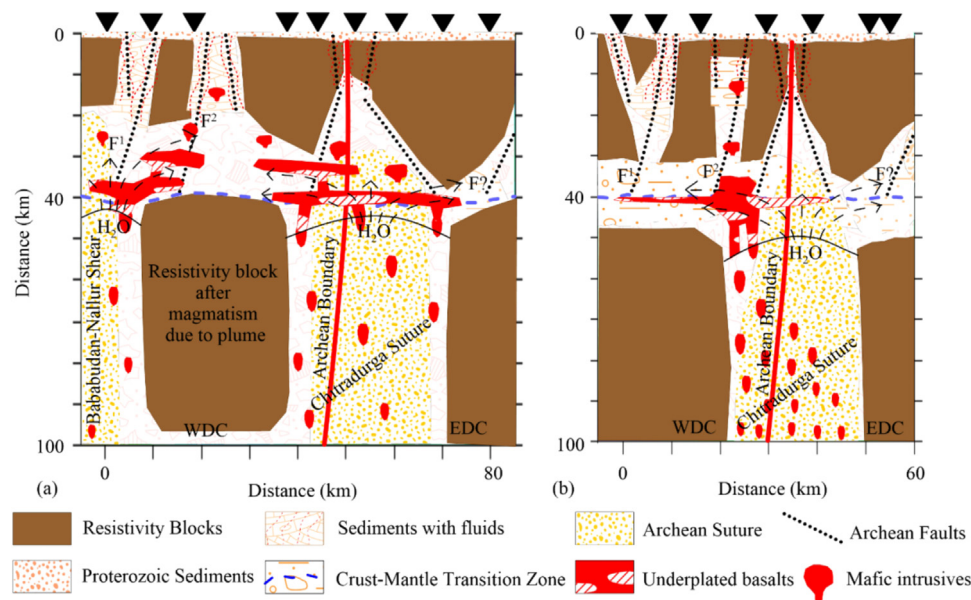 0
40
100
Distance (km)
F¹
F²
F?
H₂O
H₂O
Resistivity block
after
magmatism
due to plume
Bababudan-Nallur Shear
Archean Boundary
Chitradurga Suture
WDC
EDC
0
80
(a)
Distance (km)
0
40
100
F¹
F²
F?
H₂O
Archean Boundary
Chitradurga Suture
WDC
EDC
0
60
(b)
Distance (km)
Resistivity Blocks
Sediments with fluids
Archean Suture
Archean Faults
Proterozoic Sediments
Crust-Mantle Transition Zone
Underplated basalts
Mafic intrusives